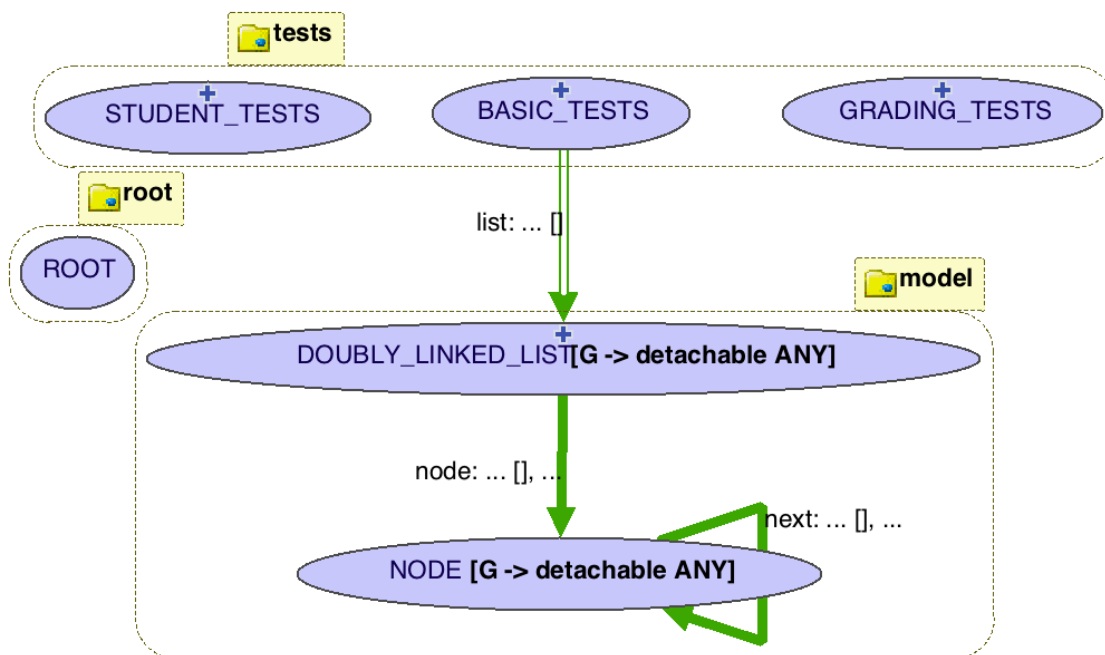 tests
STUDENT_TESTS
BASIC_TESTS
GRADING_TESTS
root
list: ... []
ROOT
model
DOUBLY_LINKED_LIST[G -> detachable ANY]
node: ... [], ...
next: ... [], ...
NODE [G -> detachable ANY]